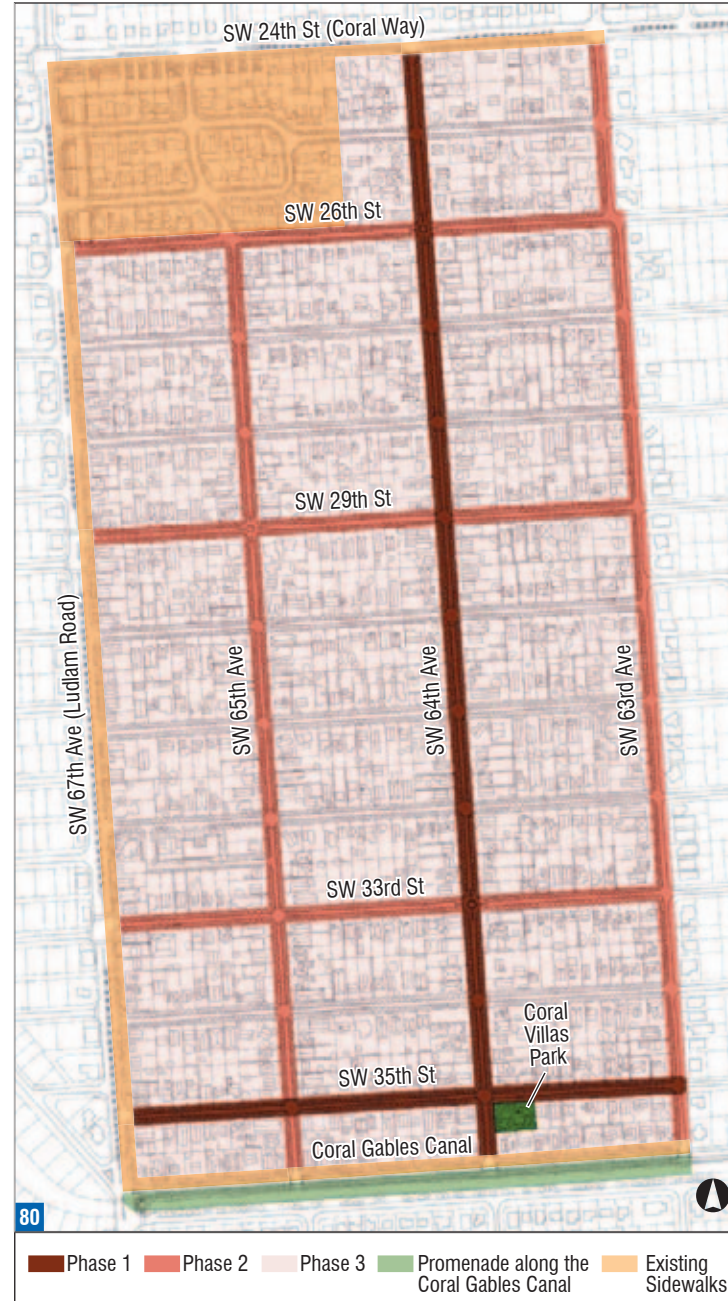 SW 24th St (Coral Way)
SW 26th St
SW 29th St
SW 67th Ave (Ludlam Road)
SW 65th Ave
SW 64th Ave
SW 63rd Ave
SW 33rd St
Coral
Villas
Park
SW 35th St
Coral Gables Canal
80
Phase 1
Phase 2
Phase 3
Promenade along the
Coral Gables Canal
Existing
Sidewalks